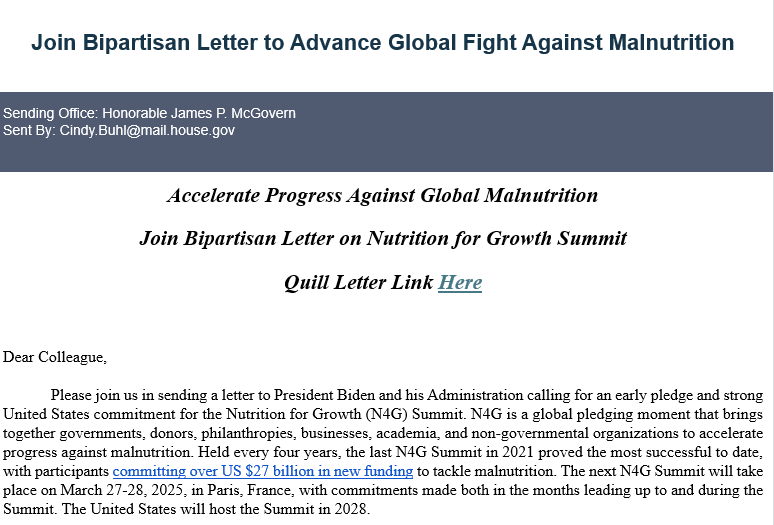 Join Bipartisan Letter to Advance Global Fight Against Malnutrition
Sending Office: Honorable James P. McGovern
Sent By: Cindy.Buhl@mail.house.gov
Accelerate Progress Against Global Malnutrition
Join Bipartisan Letter on Nutrition for Growth Summit
Quill Letter Link Here
Dear Colleague,
Please join us in sending a letter to President Biden and his Administration calling for an early pledge and strong
United States commitment for the Nutrition for Growth (N4G) Summit. N4G is a global pledging moment that brings
together governments, donors, philanthropies, businesses, academia, and non-governmental organizations to accelerate
progress against malnutrition. Held every four years, the last N4G Summit in 2021 proved the most successful to date,
with participants committing over US $27 billion in new funding to tackle malnutrition. The next N4G Summit will take
place on March 27-28, 2025, in Paris, France, with commitments made both in the months leading up to and during the
Summit. The United States will host the Summit in 2028.